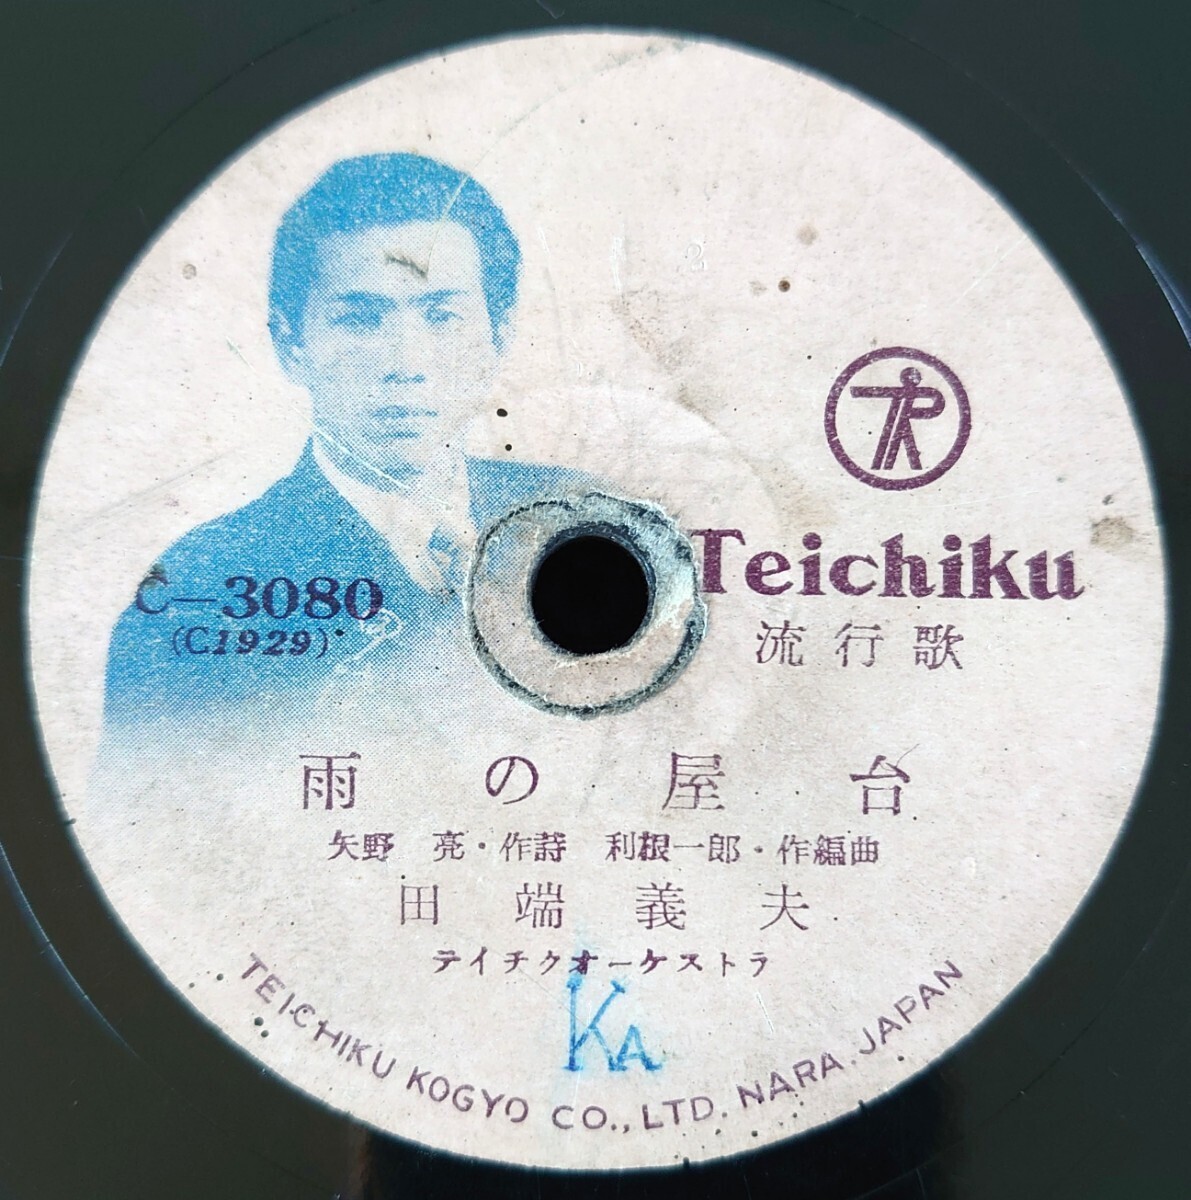 Teichiku
流行歌
C-3080
(C1929)
雨の屋台
矢野 亮・作詩 利根一郎・作編曲
田端義夫
テイチクオーケストラ
KA
TEICHIKU KOGYO CO., LTD. NARA. JAPAN